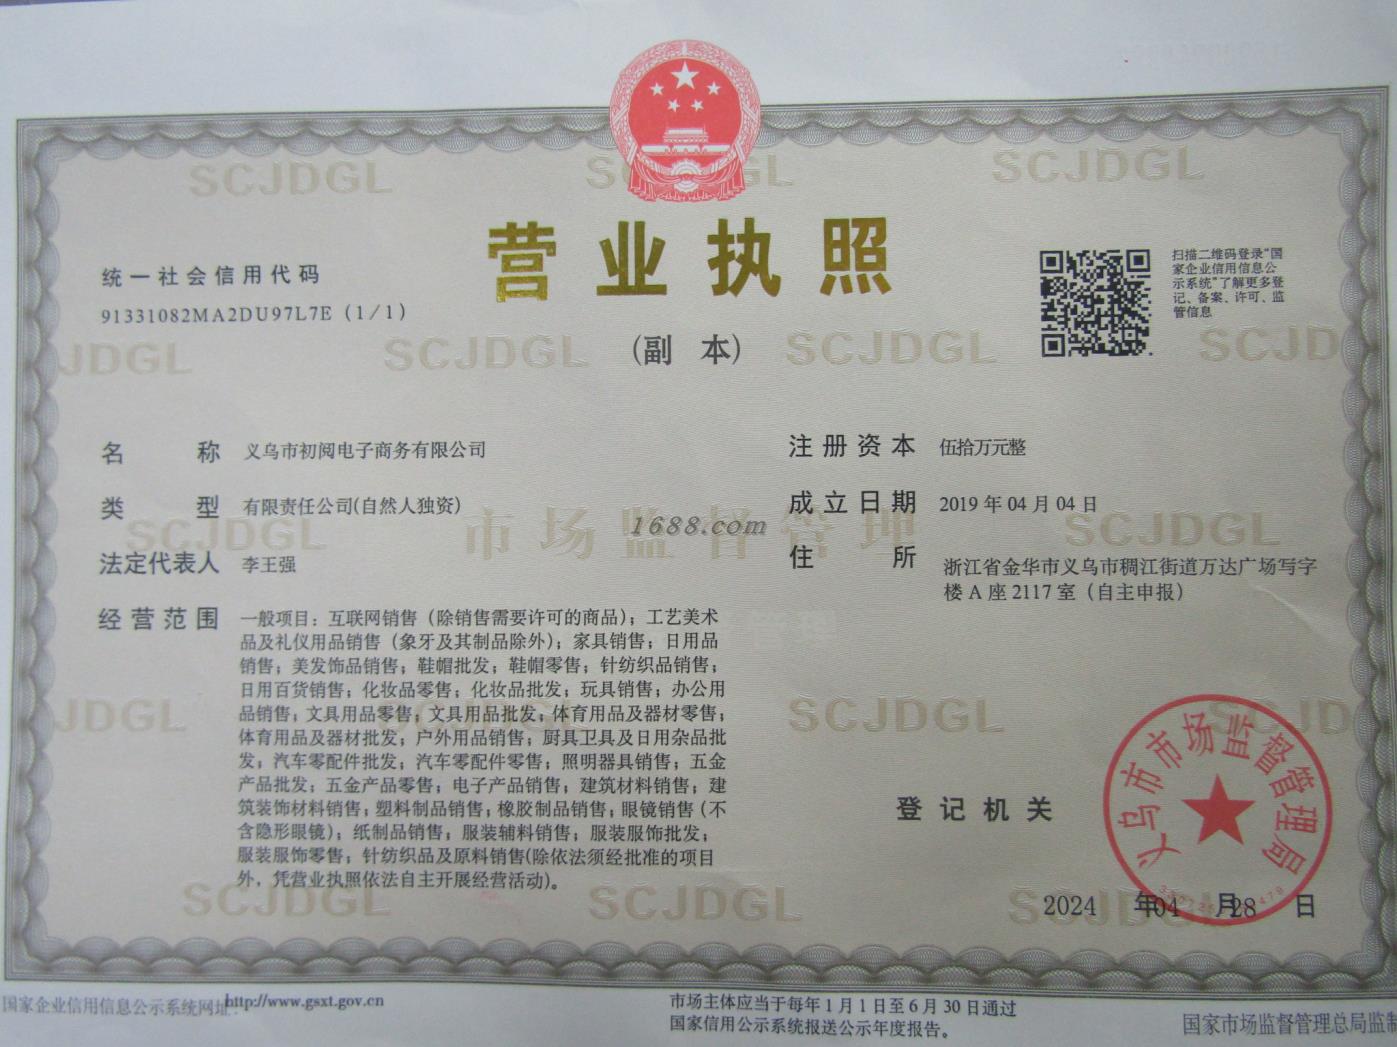 营业执照
(副 本)
统一社会信用代码
91331082MA2DU97L7E (1/1)
扫描二维码登录“国
家企业信用信息公
示系统”了解更多登
记、备案、许可、监
管信息
名 称 义乌市初阅电子商务有限公司
类 型 有限责任公司(自然人独资)
法定代表人 李王强
经营范围 一般项目：互联网销售（除销售需要许可的商品）；工艺美术
品及礼仪用品销售（象牙及其制品除外）；家具销售；日用品
销售；美发饰品销售；鞋帽批发；鞋帽零售；针纺织品销售；
日用百货销售；化妆品零售；化妆品批发；玩具销售；办公用
品销售；文具用品零售；文具用品批发；体育用品及器材零售；
体育用品及器材批发；户外用品销售；厨具卫具及日用杂品批
发；汽车零配件批发；汽车零配件零售；照明器具销售；五金
产品批发；五金产品零售；电子产品销售；建筑材料销售；建
筑装饰材料销售；塑料制品销售；橡胶制品销售；眼镜销售（不
含隐形眼镜）；纸制品销售；服装辅料销售；服装服饰批发；
服装服饰零售；针纺织品及原料销售(除依法须经批准的项目
外，凭营业执照依法自主开展经营活动)。
注册资本 伍拾万元整
成立日期 2019 年 04 月 04 日
住 所 浙江省金华市义乌市稠江街道万达广场写字
楼 A 座 2117 室（自主申报）
1688.com
市场监督管理
SCJDGL
登记机关
义乌市市场监督管理局
2024 年04 月28 日
国家企业信用信息公示系统网址：http://www.gsxt.gov.cn
市场主体应当于每年 1 月 1 日至 6 月 30 日通过
国家信用公示系统报送公示年度报告。
国家市场监督管理总局监制